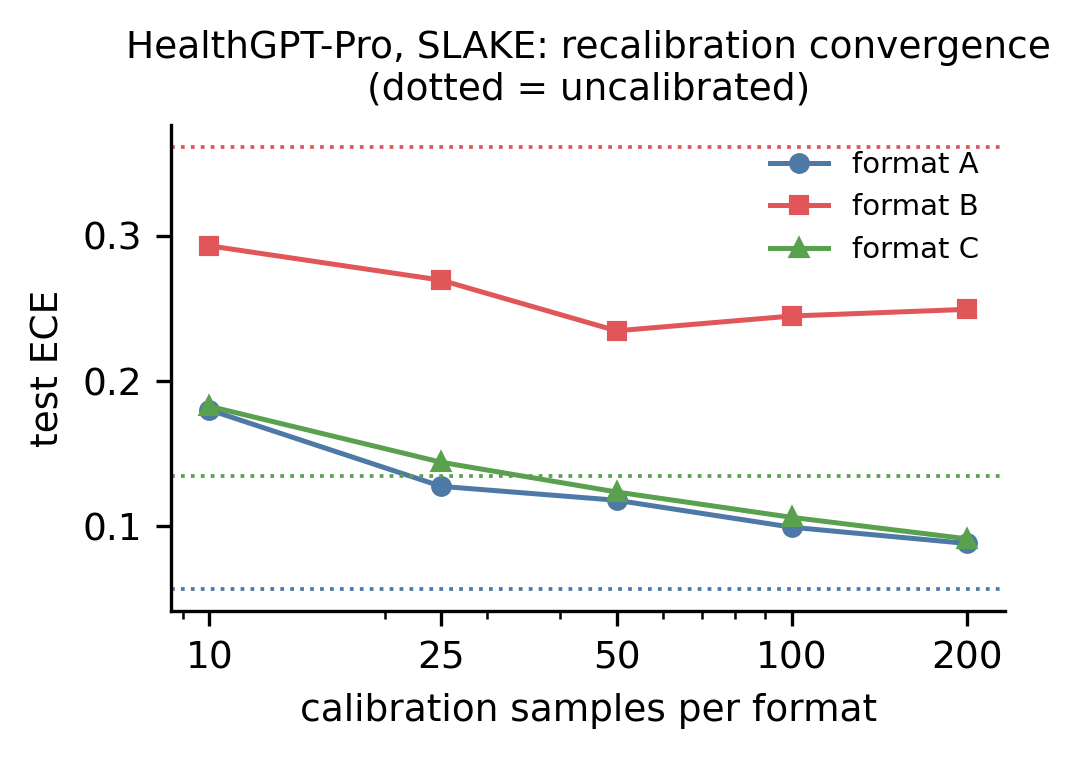 HealthGPT-Pro, SLAKE: recalibration convergence
(dotted = uncalibrated)
format A
format B
format C
0.3
0.2
0.1
test ECE
10 25 50 100 200
calibration samples per format